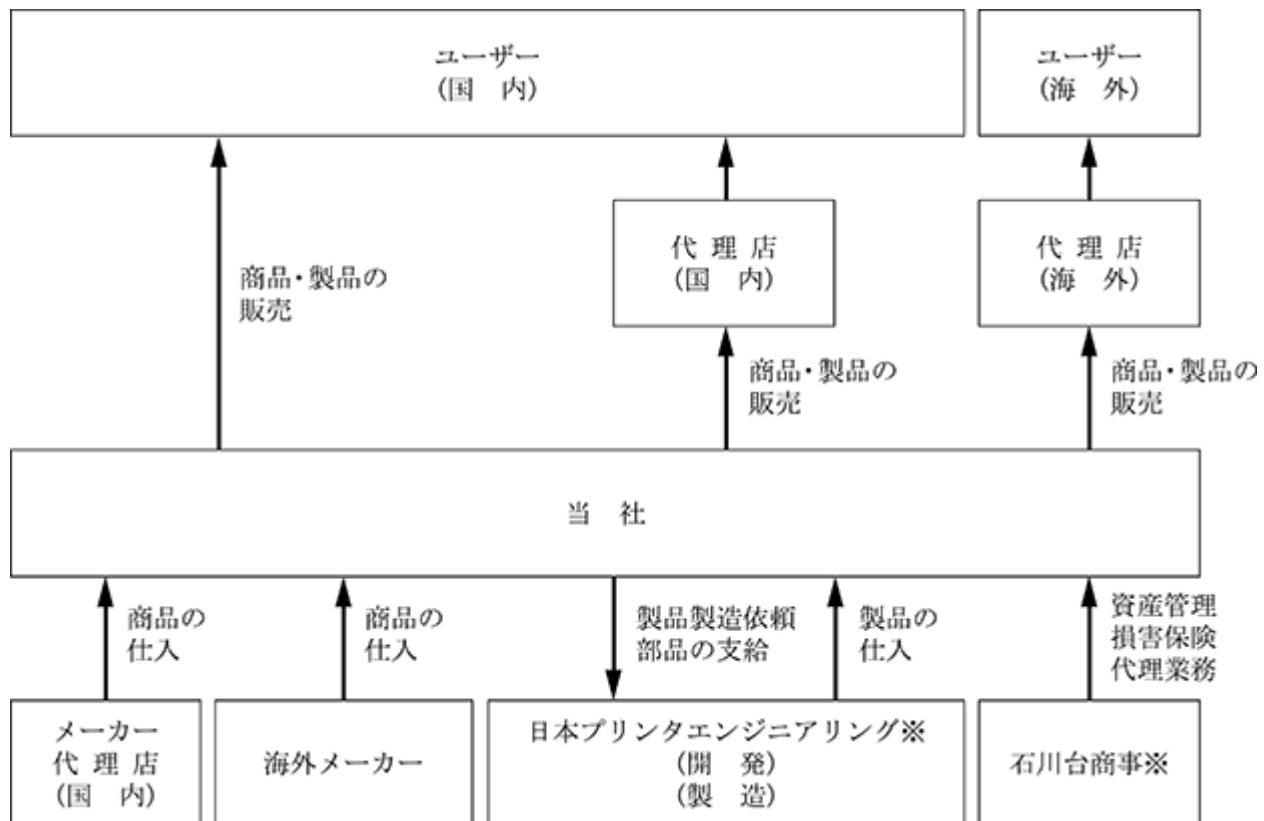 ユーザー
(国 内)
ユーザー
(海 外)
代 理 店
(国 内)
代 理 店
(海 外)
商品・製品の
販売
商品・製品の
販売
商品・製品の
販売
当 社
商品の
仕入
商品の
仕入
製品製造依頼
部品の支給
製品の
仕入
資産管理
損害保険
代理業務
メーカー
代 理 店
(国 内)
海外メーカー
日本プリンタエンジニアリング※
(開 発)
(製 造)
石川台商事※